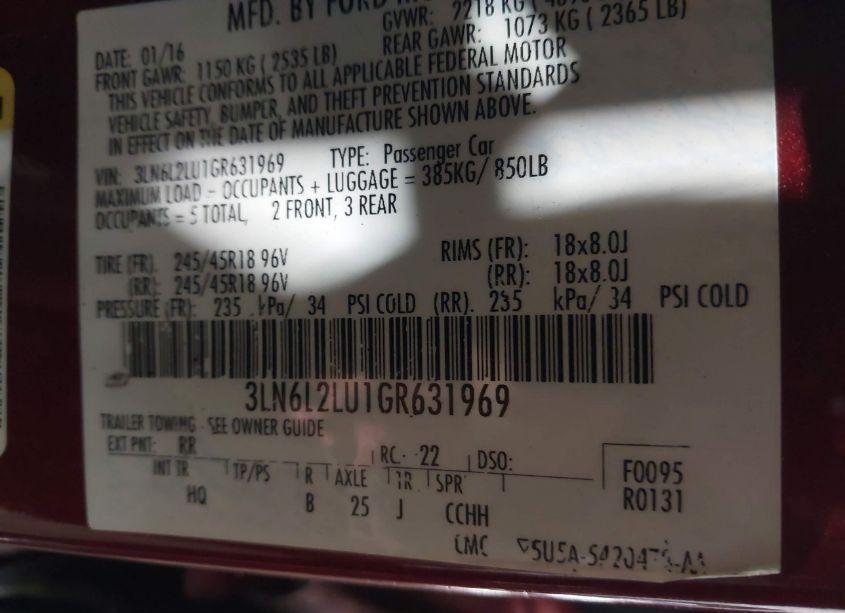 MFD. BY FORD
GVWR:
DATE: 01/16
REAR GAWR: 1073 KG ( 2365 LB)
FRONT GAWR: 1150 KG ( 2535 LB)
THIS VEHICLE CONFORMS TO ALL APPLICABLE FEDERAL MOTOR
VEHICLE SAFETY, BUMPER, AND THEFT PREVENTION STANDARDS
IN EFFECT ON THE DATE OF MANUFACTURE SHOWN ABOVE.
VIN: 3LN6L2LU1GR631969 TYPE: Passenger Car
MAXIMUM LOAD - OCCUPANTS + LUGGAGE = 385KG/ 850LB
OCCUPANTS = 5 TOTAL, 2 FRONT, 3 REAR
TIRE (FR). 245/45R18 96V RIMS (FR): 18x8.0J
(RR): 245/45R18 96V (RR): 18x8.0J
PRESSURE (FR): 235 kPa/ 34 PSI COLD (RR). 235 kPa/ 34 PSI COLD
3LN6L2LU1GR631969
TRAILER TOWING - SEE OWNER GUIDE
EXT PNT: RR RC: 22 DSO:
INT TR TP/PS R AXLE TR SPR F0095
HQ B 25 J CCHH R0131
CMC